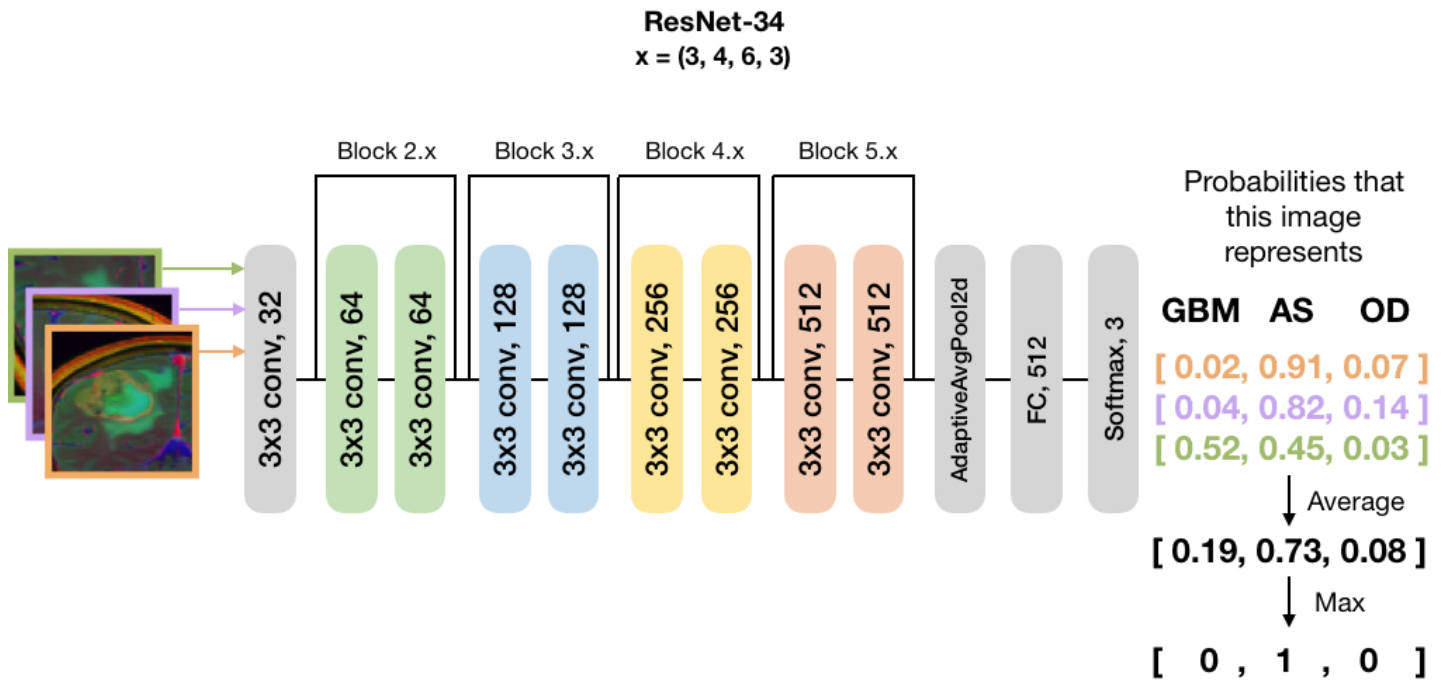 ResNet-34
x = (3, 4, 6, 3)
Block 2.x
Block 3.x
Block 4.x
Block 5.x
3x3 conv, 32
3x3 conv, 64
3x3 conv, 64
3x3 conv, 128
3x3 conv, 128
3x3 conv, 256
3x3 conv, 256
3x3 conv, 512
3x3 conv, 512
AdaptiveAvgPool2d
FC, 512
Softmax, 3
Probabilities that
this image
represents
GBM AS OD
[ 0.02, 0.91, 0.07 ]
[ 0.04, 0.82, 0.14 ]
[ 0.52, 0.45, 0.03 ]
Average
[ 0.19, 0.73, 0.08 ]
Max
[ 0 , 1 , 0 ]